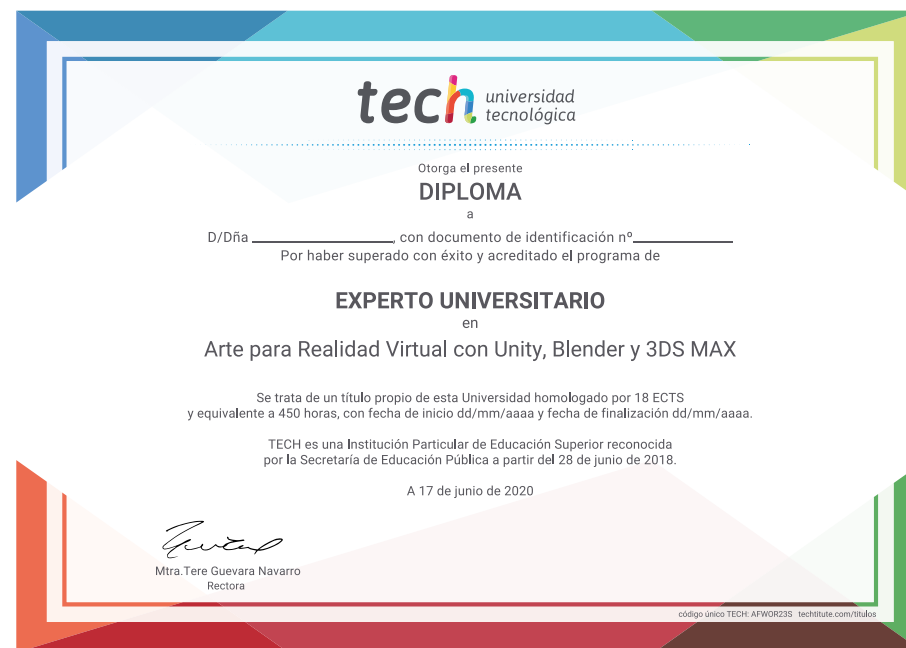 tech universidad
tecnológica
Otorga el presente
DIPLOMA
a
D/Dña ______________, con documento de identificación nº__________
Por haber superado con éxito y acreditado el programa de
EXPERTO UNIVERSITARIO
en
Arte para Realidad Virtual con Unity, Blender y 3DS MAX
Se trata de un título propio de esta Universidad homologado por 18 ECTS
y equivalente a 450 horas, con fecha de inicio dd/mm/aaaa y fecha de finalización dd/mm/aaaa.
TECH es una Institución Particular de Educación Superior reconocida
por la Secretaría de Educación Pública a partir del 28 de junio de 2018.
A 17 de junio de 2020
Mtra.Tere Guevara Navarro
Rectora
código único TECH: AFWOR23S techtitute.com/titulos